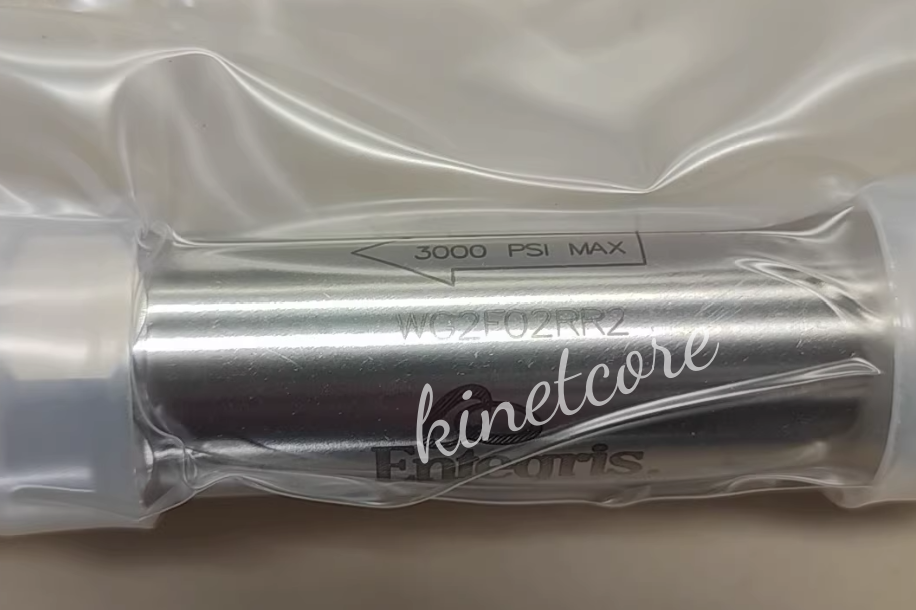 3000 PSI MAX
WG2F02RR2
kinetcore
Entegris.